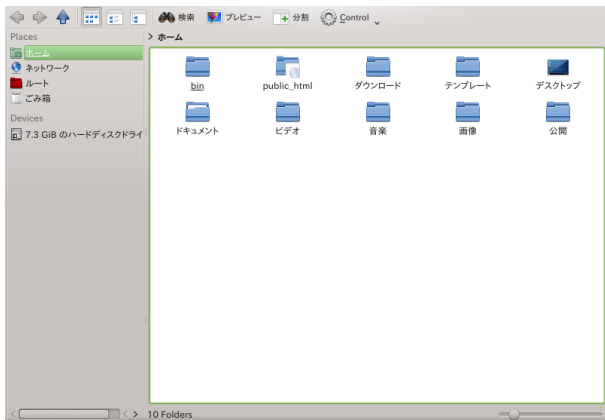 検索 プレビュー 分割 Control
Places
ホーム
ネットワーク
ルート
ごみ箱
Devices
7.3 GiB のハードディスクドライ
> ホーム
bin public_html ダウンロード テンプレート デスクトップ
ドキュメント ビデオ 音楽 画像 公開
10 Folders